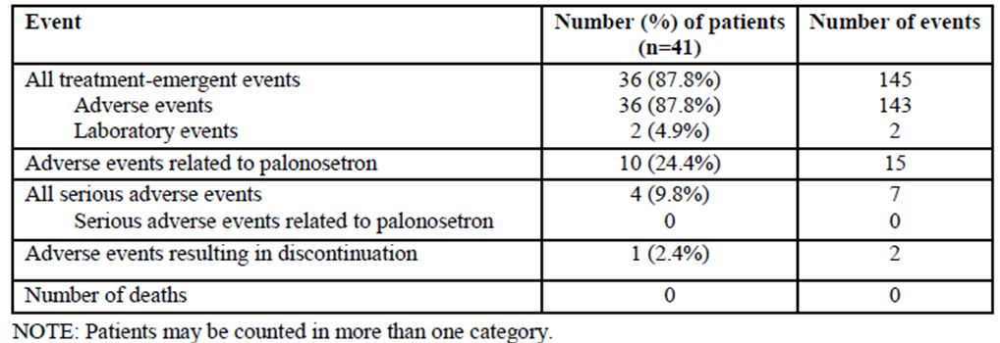 Event Number (%) of patients Number of events
(n=41)
All treatment-emergent events 36 (87.8%) 145
Adverse events 36 (87.8%) 143
Laboratory events 2 (4.9%) 2
Adverse events related to palonosetron 10 (24.4%) 15
All serious adverse events 4 (9.8%) 7
Serious adverse events related to palonosetron 0 0
Adverse events resulting in discontinuation 1 (2.4%) 2
Number of deaths 0 0
NOTE: Patients may be counted in more than one category.